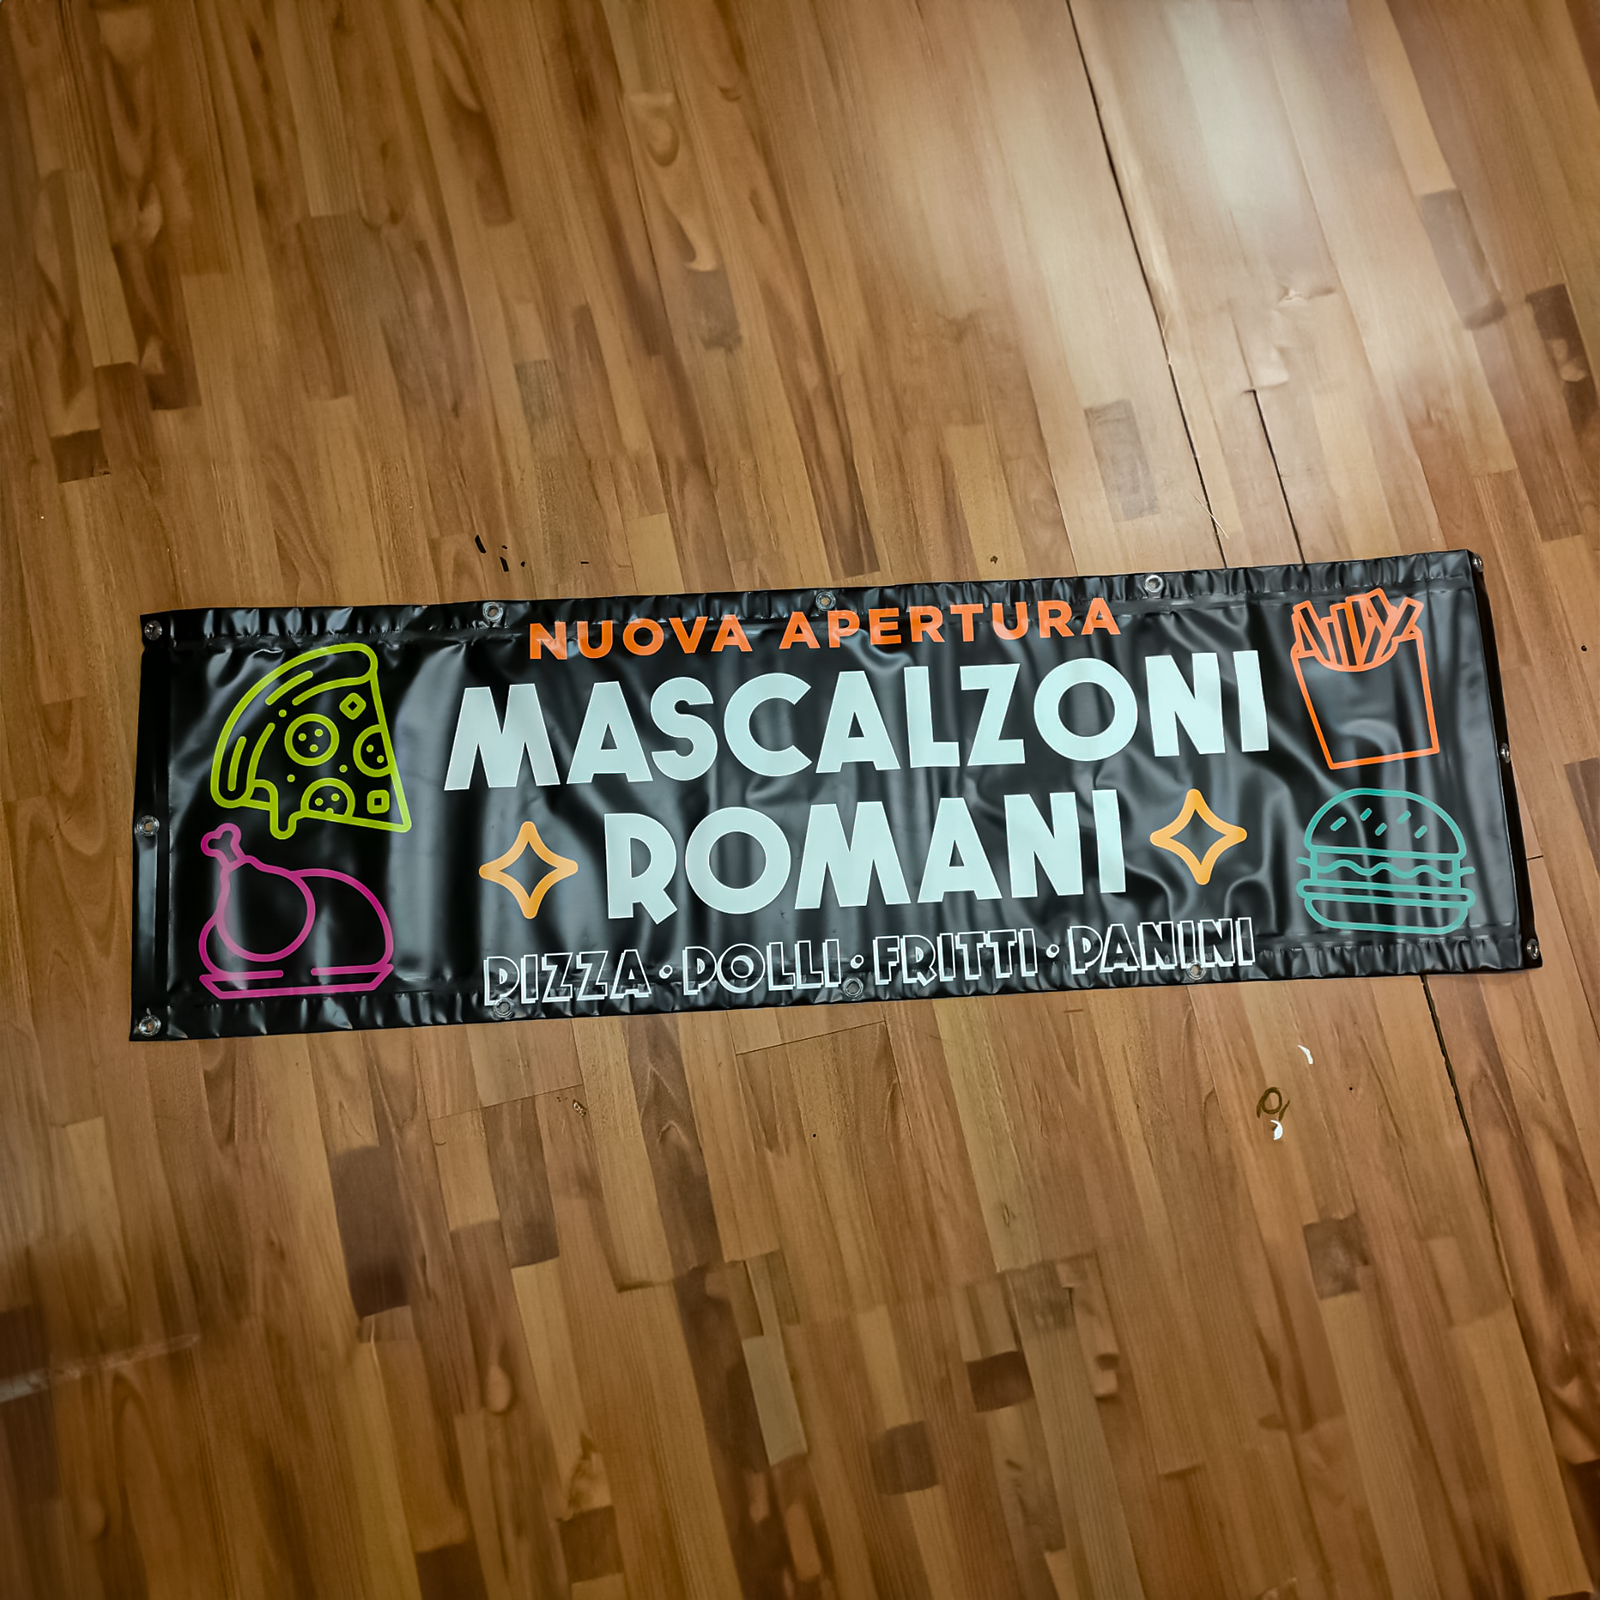 NUOVA APERTURA
MASCALZONI
ROMANI
PIZZA • POLLI • FRITTI • PANINI